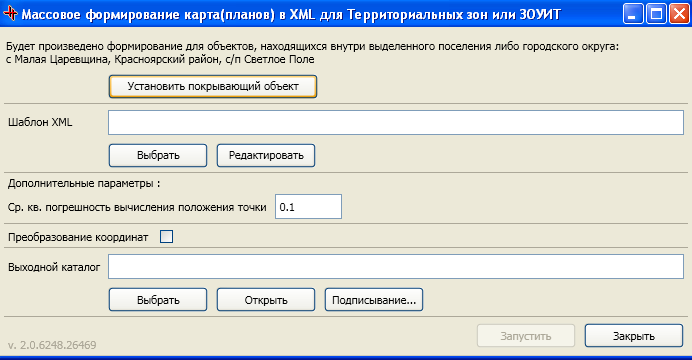 Массовое формирование карта(планов) в XML для Территориальных зон или ЗОУИТ
Будет произведено формирование для объектов, находящихся внутри выделенного поселения либо городского округа:
с Малая Царевщина, Красноярский район, с/п Светлое Поле
Установить покрывающий объект
Шаблон XML
Выбрать Редактировать
Дополнительные параметры :
Ср. кв. погрешность вычисления положения точки 0.1
Преобразование координат
Выходной каталог
Выбрать Открыть Подписывание...
Запустить Закрыть
v. 2.0.6248.26469